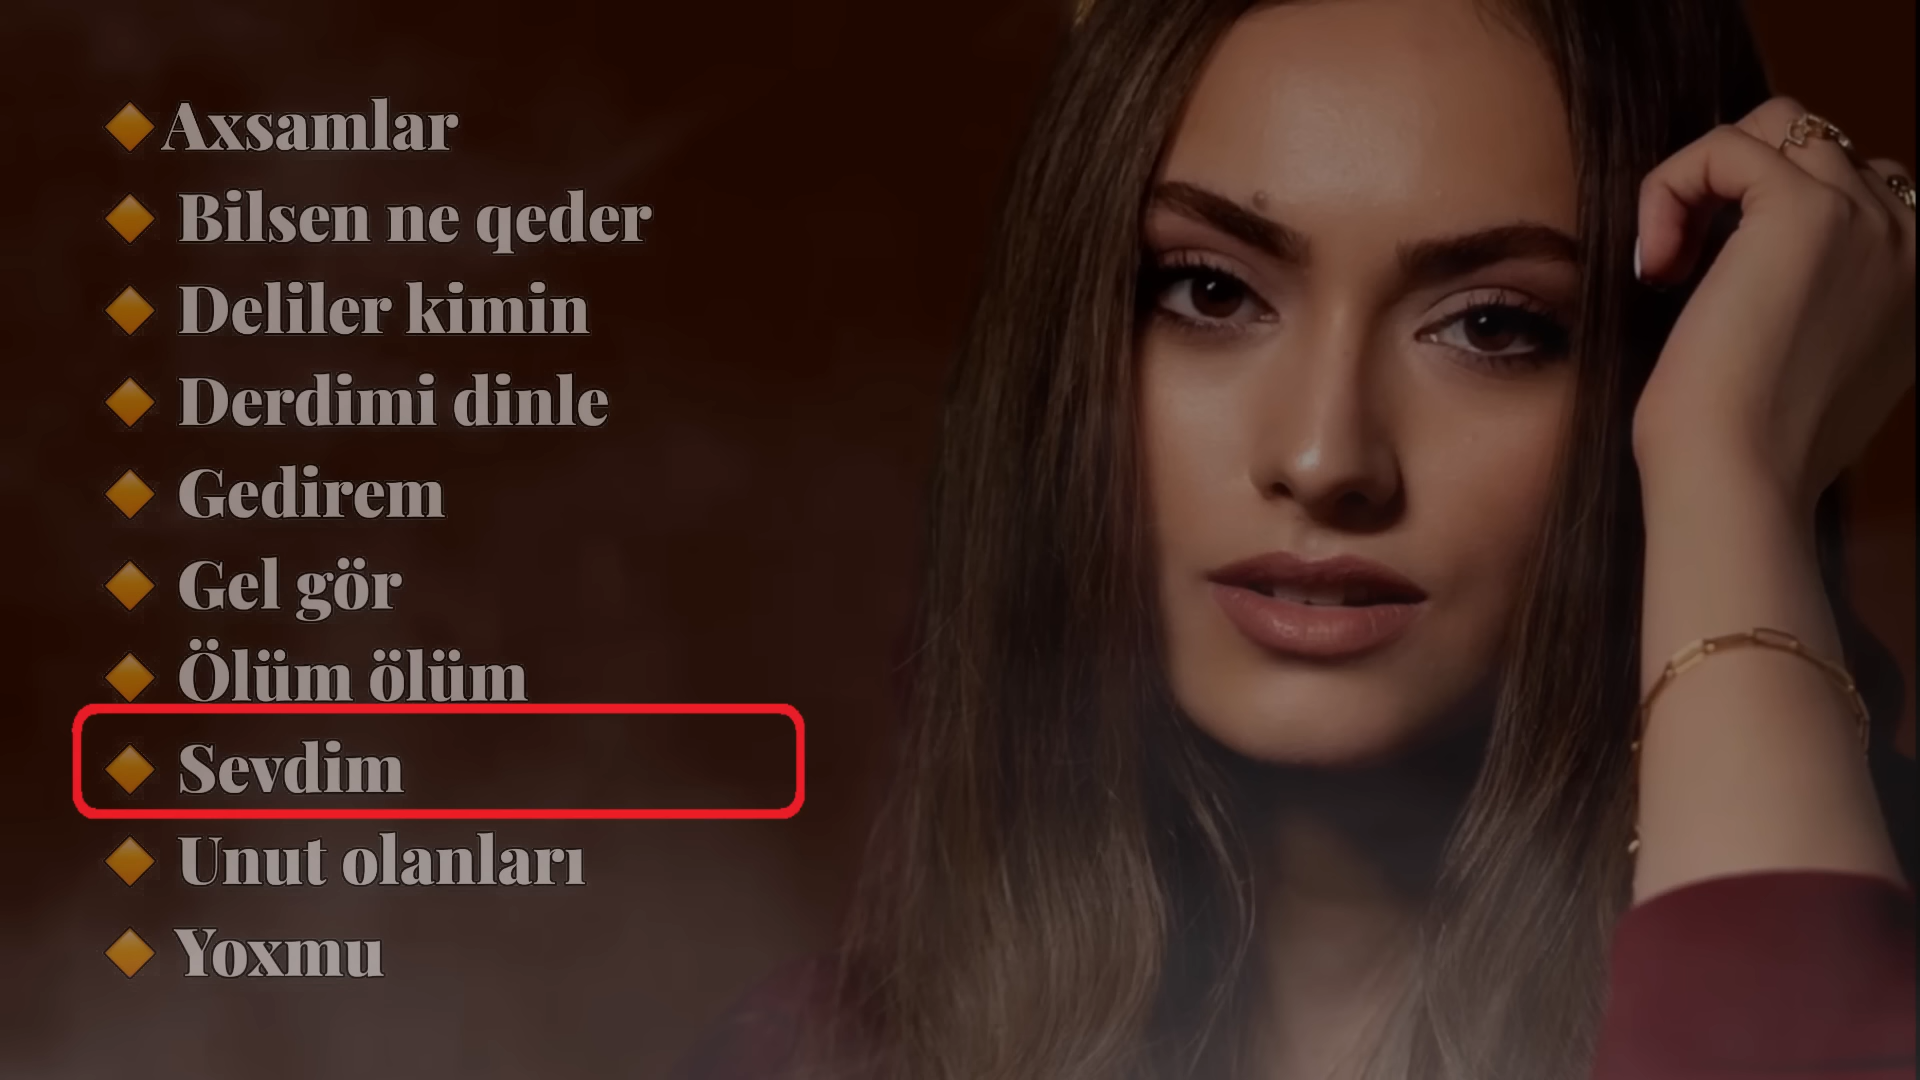 Axsamlar
Bilsen ne qeder
Deliler kimin
Derdimi dinle
Gedirem
Gel gör
Ölüm ölüm
Sevdim
Unut olanları
Yoxmu